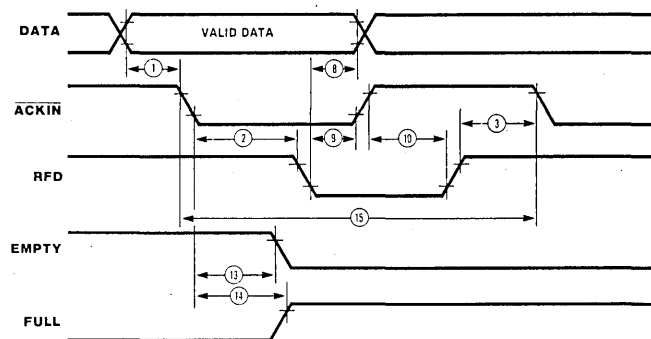 DATA VALID DATA
1 8
ACKIN
2 9 10 3
RFD
15
EMPTY
13
14
FULL